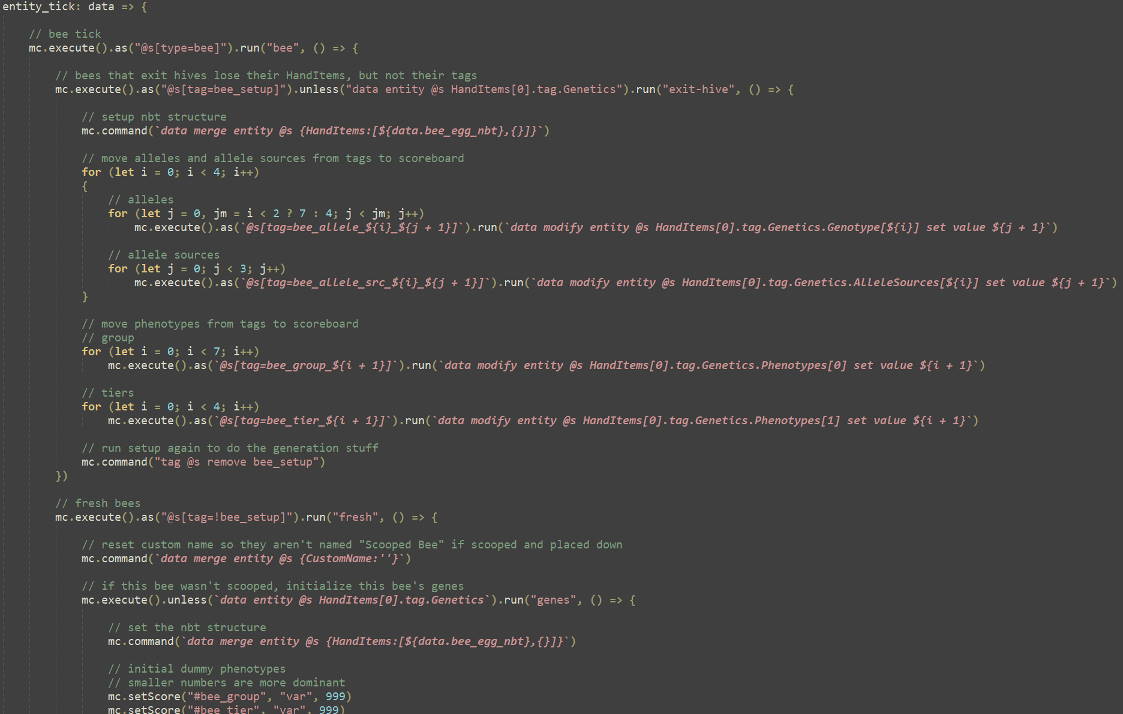 entity_tick: data => {
// bee tick
mc.execute().as("@s[type=bee]").run("bee", () => {
// bees that exit hives lose their HandItems, but not their tags
mc.execute().as("@s[tag=bee_setup]").unless("data entity @s HandItems[0].tag.Genetics").run("exit-hive", () => {
// setup nbt structure
mc.command(`data merge entity @s {HandItems:[${data.bee_egg_nbt},{}]}`)
// move alleles and allele sources from tags to scoreboard
for (let i = 0; i < 4; i++)
{
// alleles
for (let j = 0, jm = i < 2 ? 7 : 4; j < jm; j++)
mc.execute().as(`@s[tag=bee_allele_${i}_${j + 1}]`).run(`data modify entity @s HandItems[0].tag.Genetics.Genotype[${i}] set value ${j + 1}`)
// allele sources
for (let j = 0; j < 3; j++)
mc.execute().as(`@s[tag=bee_allele_src_${i}_${j + 1}]`).run(`data modify entity @s HandItems[0].tag.Genetics.AlleleSources[${i}] set value ${j + 1}`)
}
// move phenotypes from tags to scoreboard
// group
for (let i = 0; i < 7; i++)
mc.execute().as(`@s[tag=bee_group_${i + 1}]`).run(`data modify entity @s HandItems[0].tag.Genetics.Phenotypes[0] set value ${i + 1}`)
// tiers
for (let i = 0; i < 4; i++)
mc.execute().as(`@s[tag=bee_tier_${i + 1}]`).run(`data modify entity @s HandItems[0].tag.Genetics.Phenotypes[1] set value ${i + 1}`)
// run setup again to do the generation stuff
mc.command("tag @s remove bee_setup")
})
// fresh bees
mc.execute().as("@s[tag=!bee_setup]").run("fresh", () => {
// reset custom name so they aren't named "Scooped Bee" if scooped and placed down
mc.command(`data merge entity @s {CustomName:''}`)
// if this bee wasn't scooped, initialize this bee's genes
mc.execute().unless(`data entity @s HandItems[0].tag.Genetics`).run("genes", () => {
// set the nbt structure
mc.command(`data merge entity @s {HandItems:[${data.bee_egg_nbt},{}]}`)
// initial dummy phenotypes
// smaller numbers are more dominant
mc.setScore("#bee_group", "var", 999)
mc.setScore("#bee_tier", "var", 999)